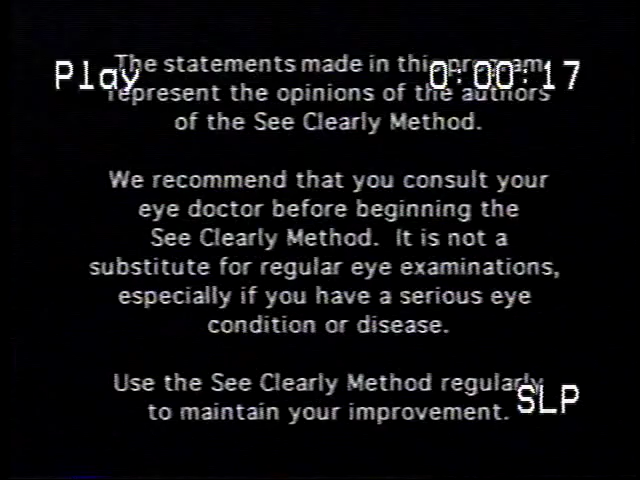 Play
0:00:17
The statements made in this program
represent the opinions of the authors
of the See Clearly Method.
We recommend that you consult your
eye doctor before beginning the
See Clearly Method. It is not a
substitute for regular eye examinations,
especially if you have a serious eye
condition or disease.
Use the See Clearly Method regularly
to maintain your improvement.
SLP